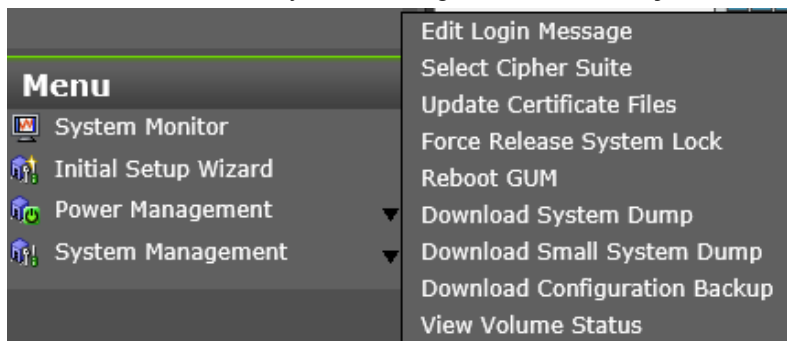 Menu
System Monitor
Initial Setup Wizard
Power Management
System Management
Edit Login Message
Select Cipher Suite
Update Certificate Files
Force Release System Lock
Reboot GUM
Download System Dump
Download Small System Dump
Download Configuration Backup
View Volume Status